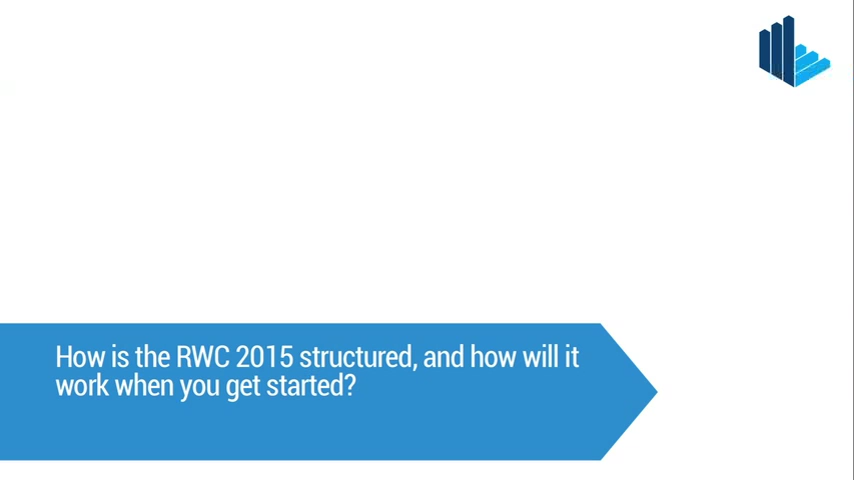 How is the RWC 2015 structured, and how will it
work when you get started?